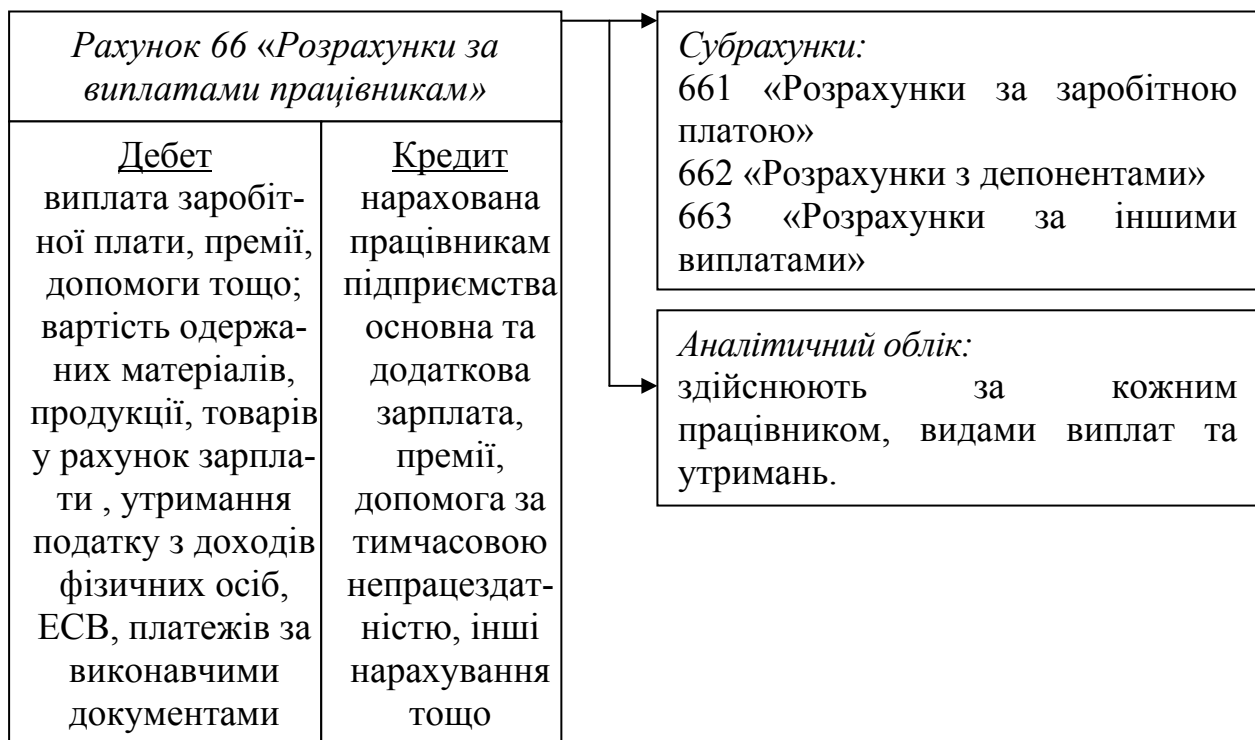 Рахунок 66 «Розрахунки за
виплатами працівникам»
Дебет
виплата заробіт-
ної плати, премії,
допомоги тощо;
вартість одержа-
них матеріалів,
продукції, товарів
у рахунок зарпла-
ти , утримання
податку з доходів
фізичних осіб,
ЕСВ, платежів за
виконавчими
документами
Кредит
нарахована
працівникам
підприємства
основна та
додаткова
зарплата,
премії,
допомога за
тимчасовою
непрацездат-
ністю, інші
нарахування
тощо
Субрахунки:
661 «Розрахунки за заробітною
платою»
662 «Розрахунки з депонентами»
663 «Розрахунки за іншими
виплатами»
Аналітичний облік:
здійснюють за кожним
працівником, видами виплат та
утримань.